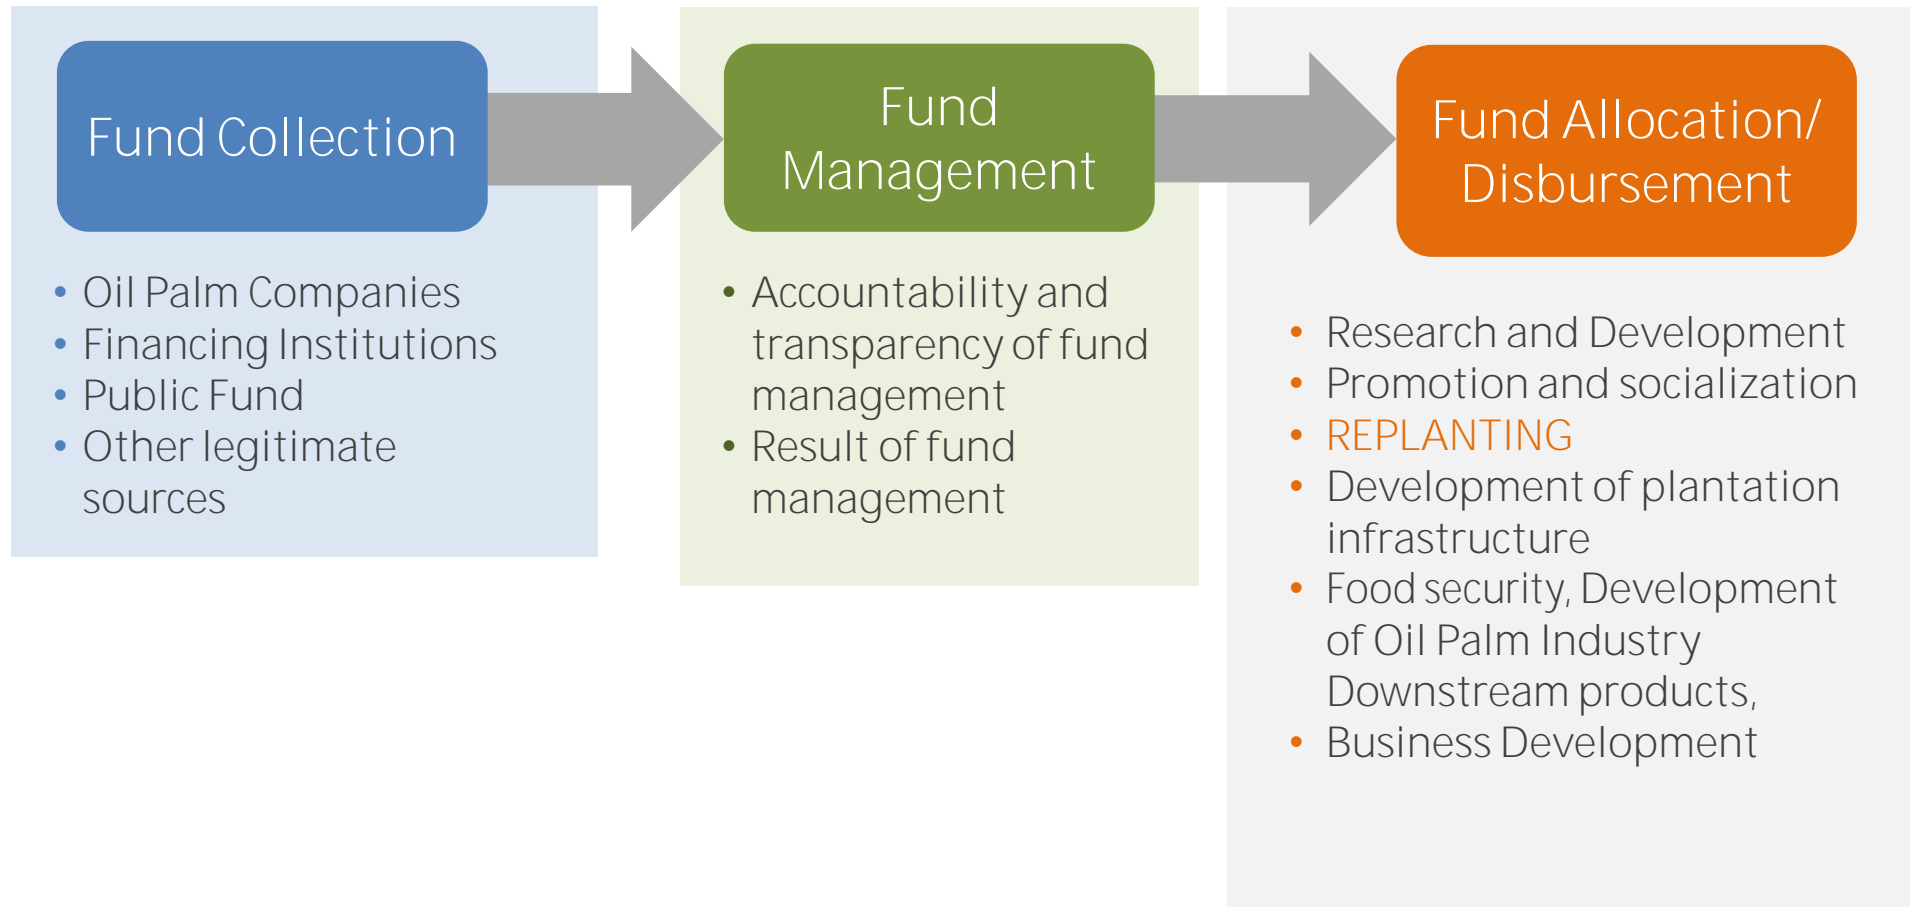 Fund Collection
• Oil Palm Companies
• Financing Institutions
• Public Fund
• Other legitimate
sources
Fund
Management
• Accountability and
transparency of fund
management
• Result of fund
management
Fund Allocation/
Disbursement
• Research and Development
• Promotion and socialization
• REPLANTING
• Development of plantation
infrastructure
• Food security, Development
of Oil Palm Industry
Downstream products,
• Business Development